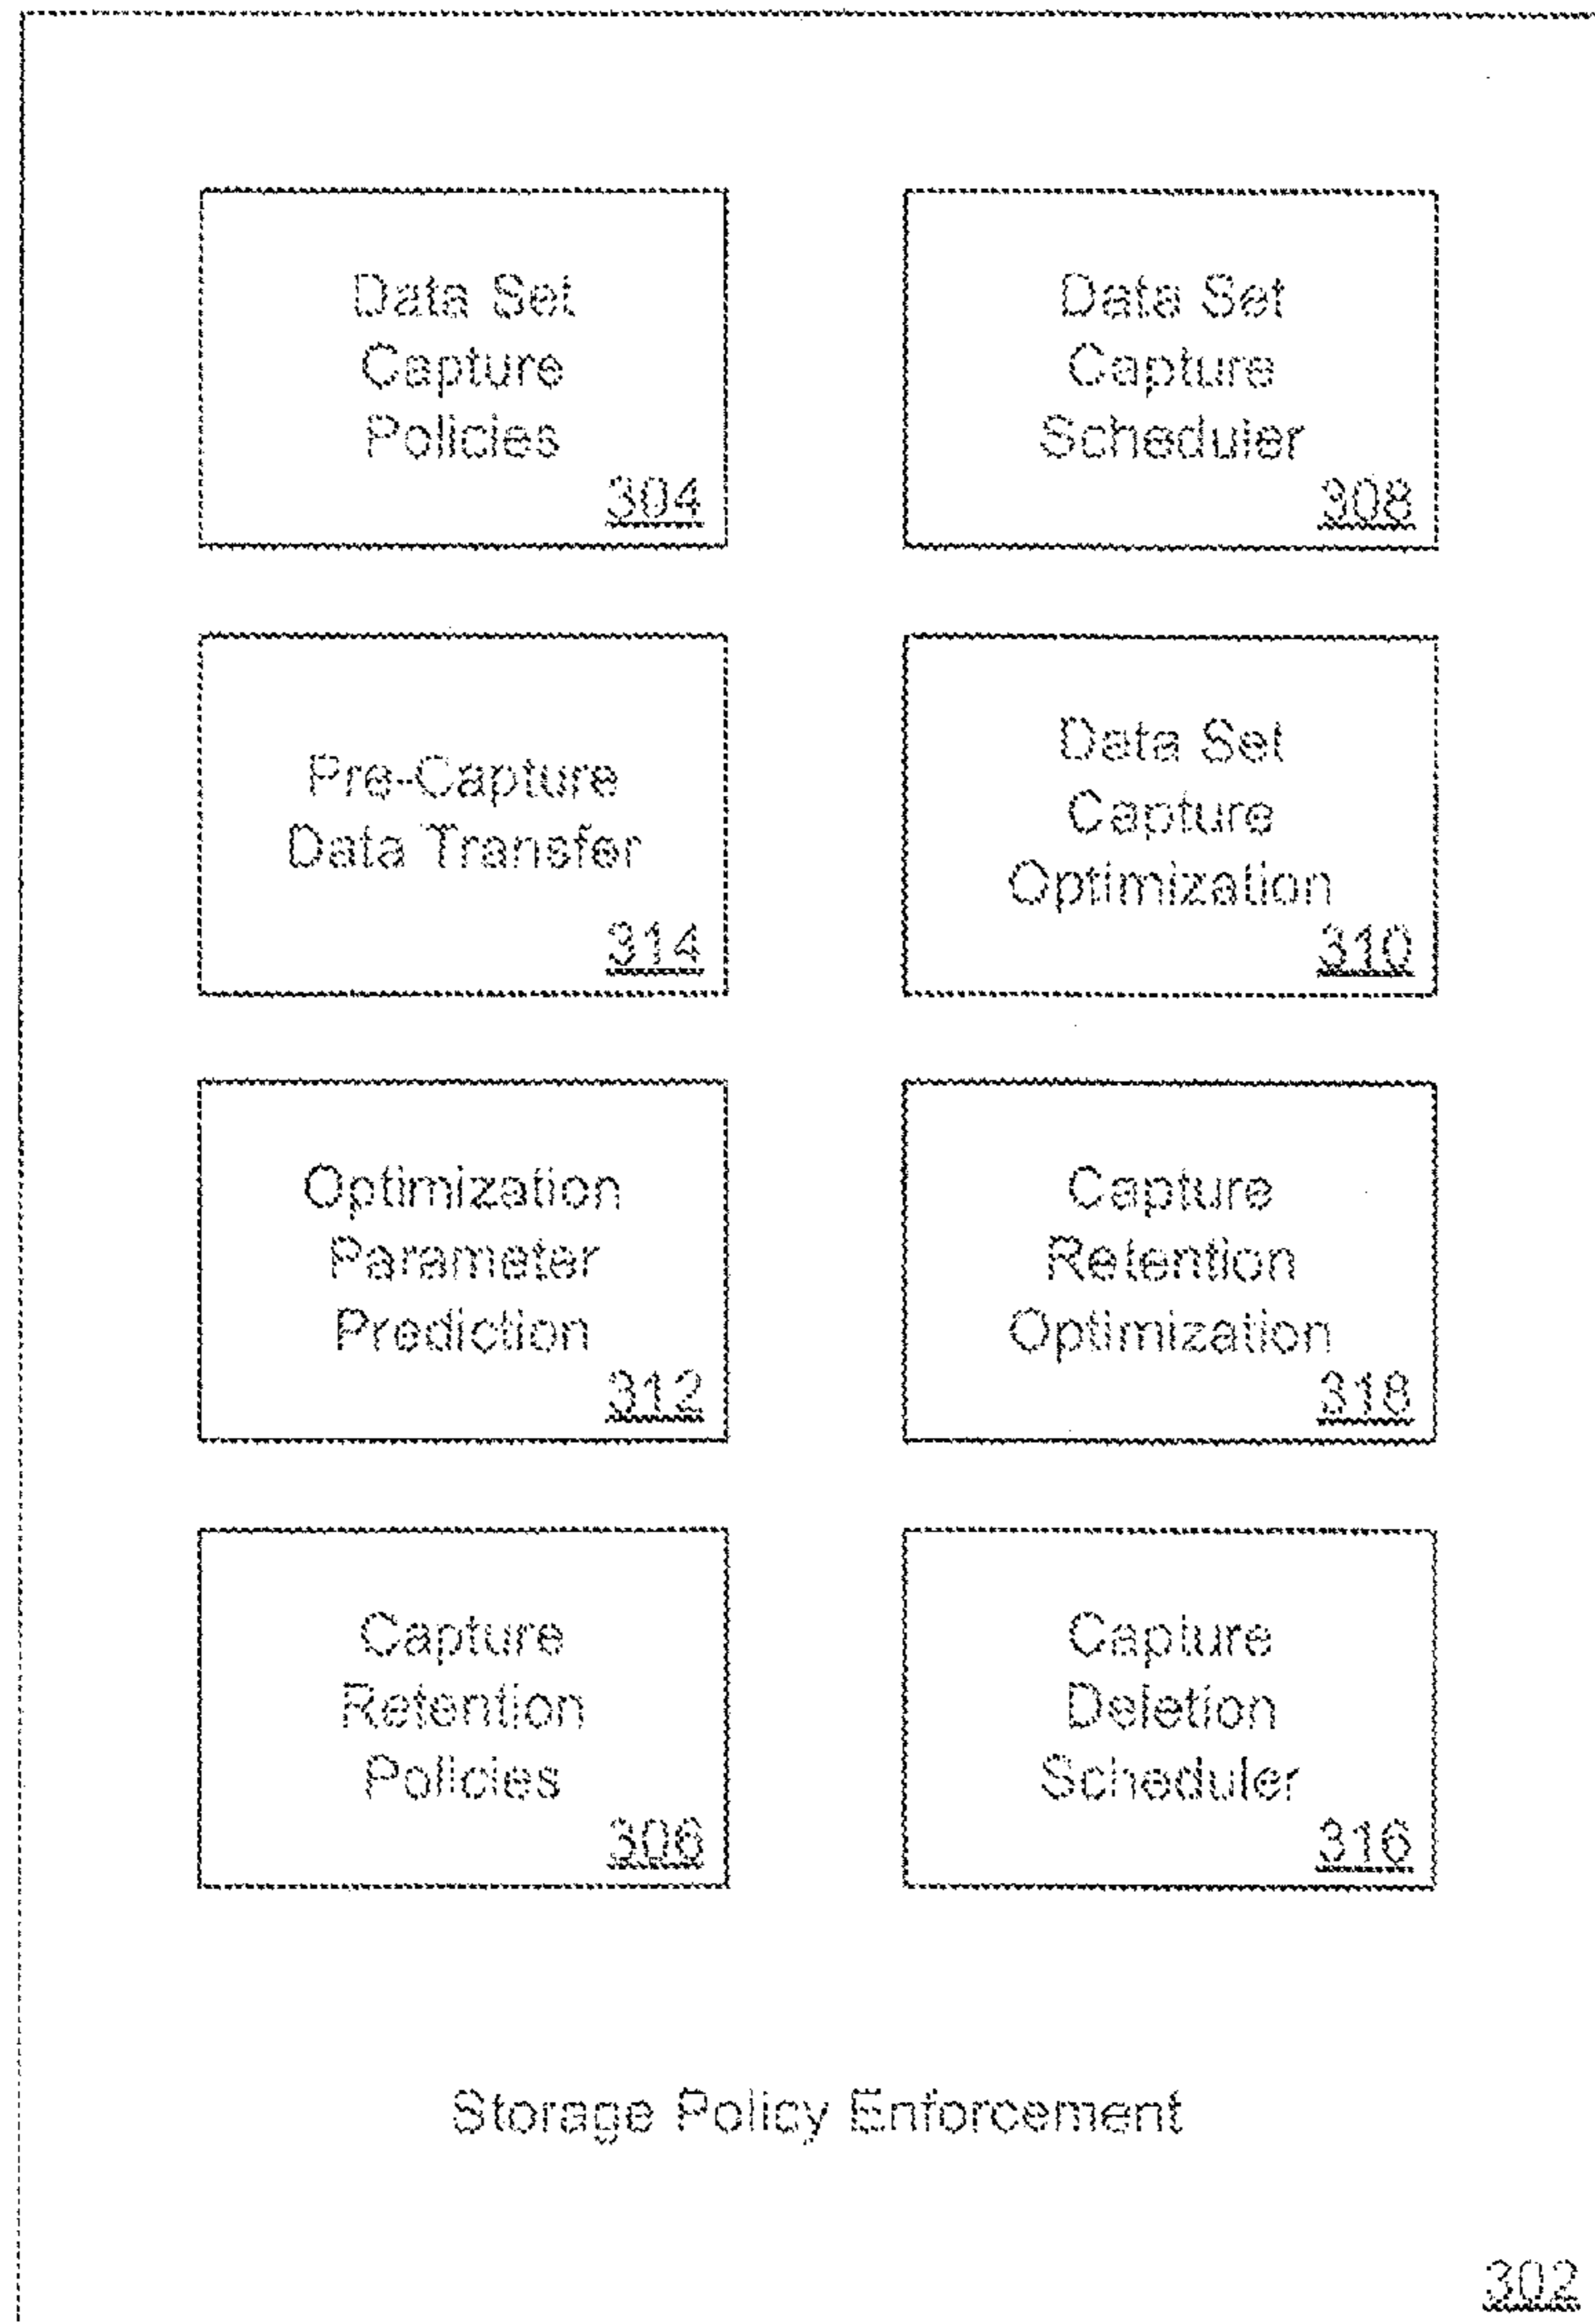 Data Set
Capture
Policies
304
Data Set
Capture
Scheduler
308
Pre-Capture
Data Transfer
314
Data Set
Capture
Optimization
310
Optimization
Parameter
Prediction
312
Capture
Retention
Optimization
318
Capture
Retention
Policies
306
Capture
Deletion
Scheduler
316
Storage Policy Enforcement
302